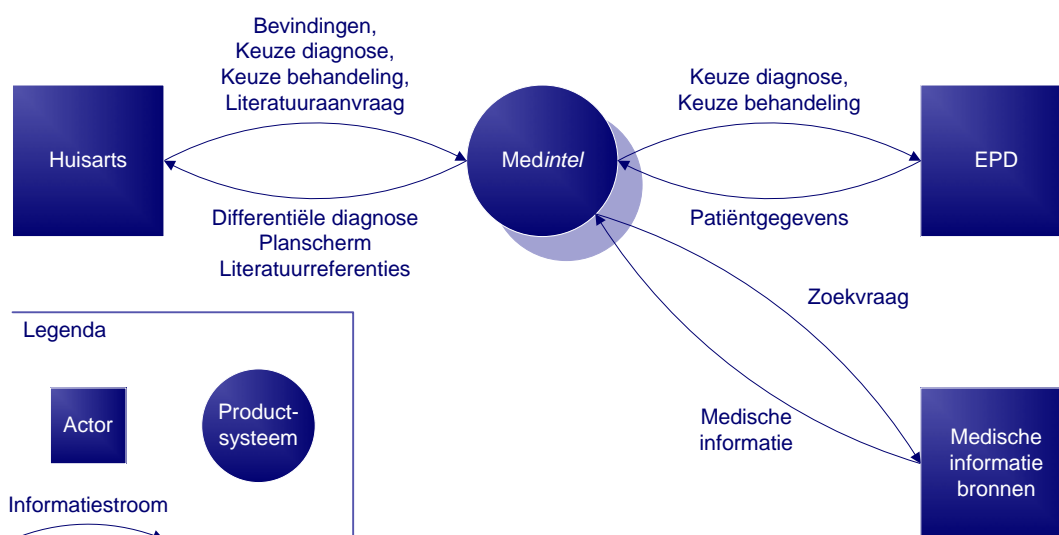 Bevindingen,
Keuze diagnose,
Keuze behandeling,
Literatuuraanvraag
Keuze diagnose,
Keuze behandeling
Huisarts
Medintel
EPD
Differentiële diagnose
Planscherm
Literatuurreferenties
Patiëntgegevens
Zoekvraag
Legenda
Actor
Product-
systeem
Medische
informatie
Medische
informatie
bronnen
Informatiestroom